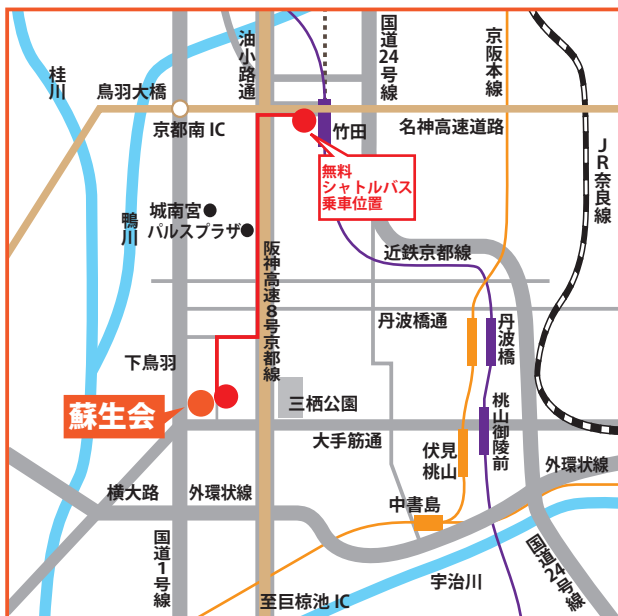 桂川
鳥羽大橋
油小路通
国道24号線
京阪本線
京都南IC
竹田
名神高速道路
JR奈良線
無料
シャトルバス
乗車位置
鴨川
城南宮
パルスプラザ
近鉄京都線
阪神高速8号京都線
丹波橋通
丹波橋
下鳥羽
蘇生会
三栖公園
大手筋通
桃山御陵前
伏見
桃山
外環状線
横大路
外環状線
中書島
国道1号線
宇治川
国道24号線
至巨椋池IC